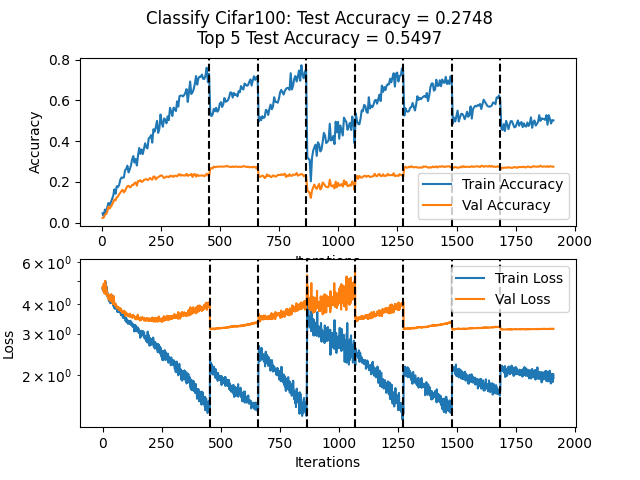 Classify Cifar100: Test Accuracy = 0.2748
Top 5 Test Accuracy = 0.5497
Accuracy
0.8
0.6
0.4
0.2
0.0
Train Accuracy
Val Accuracy
0 250 500 750 1000 1250 1500 1750 2000
Iterations
Loss
6 × 10⁰
4 × 10⁰
3 × 10⁰
2 × 10⁰
Train Loss
Val Loss
0 250 500 750 1000 1250 1500 1750 2000
Iterations